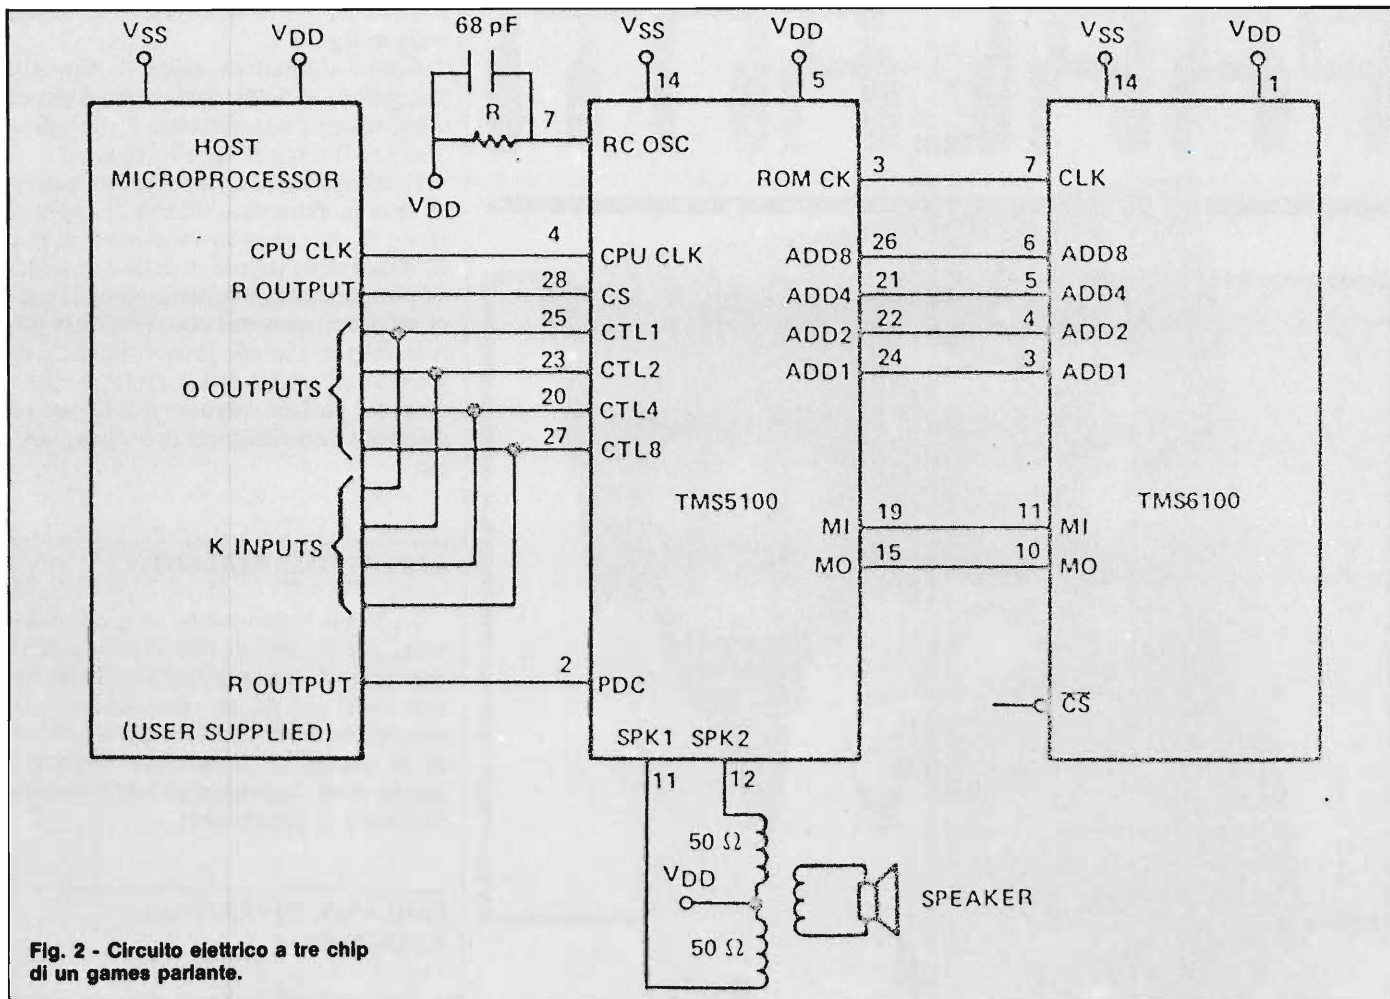 VSS
VDD
68 pF
VSS
VDD
VSS
VDD
14
5
14
1
HOST
MICROPROCESSOR
R
7
RC OSC
VDD
ROM CK
3
7
CLK
CPU CLK
4
CPU CLK
ADD8
26
6
ADD8
R OUTPUT
28
CS
ADD4
21
5
ADD4
25
CTL1
ADD2
22
4
ADD2
O OUTPUTS
23
CTL2
ADD1
24
3
ADD1
20
CTL4
27
CTL8
TMS5100
TMS6100
K INPUTS
MI
19
11
MI
MO
15
10
MO
R OUTPUT
2
PDC
CS
(USER SUPPLIED)
SPK1 SPK2
11
12
50 Ω
VDD
SPEAKER
50 Ω
Fig. 2 - Circuito elettrico a tre chip
di un games parlante.